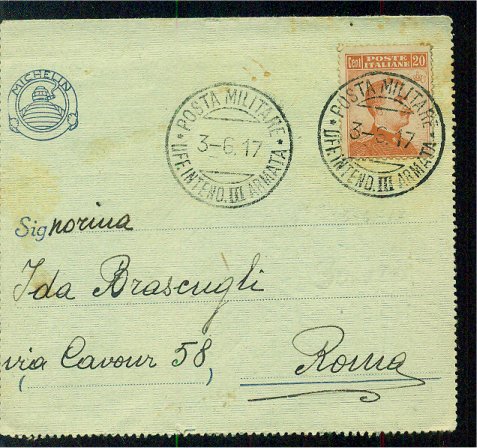 MICHELIN
& C.
POSTA MILITARE
3-6.17
UFF. INTEND. III ARMATA
Cent POSTE ITALIANE 20
POSTA MILITARE
3-6.17
UFF. INTEND. III ARMATA
Signorina
Ida Brascugli
via Cavour 58
Roma